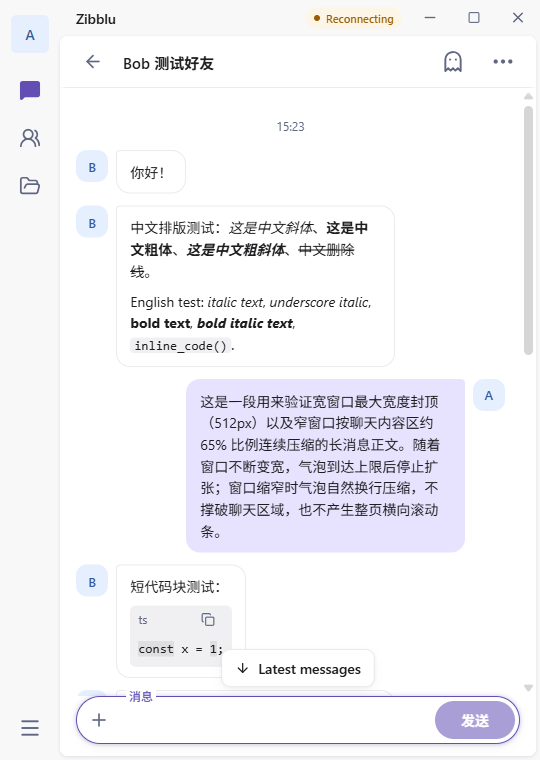 A
Zibblu
Reconnecting
Bob 测试好友
15:23
B
你好！
B
中文排版测试：这是中文斜体、这是中
文粗体、这是中文粗斜体、中文删除
线。
English test: italic text, underscore italic,
bold text, bold italic text,
inline_code().
A
这是一段用来验证宽窗口最大宽度封顶
（512px）以及窄窗口按聊天内容区约
65% 比例连续压缩的长消息正文。随着
窗口不断变宽，气泡到达上限后停止扩
张；窗口缩窄时气泡自然换行压缩，不
撑破聊天区域，也不产生整页横向滚动
条。
B
短代码块测试：
ts
const x = 1;
Latest messages
消息
发送